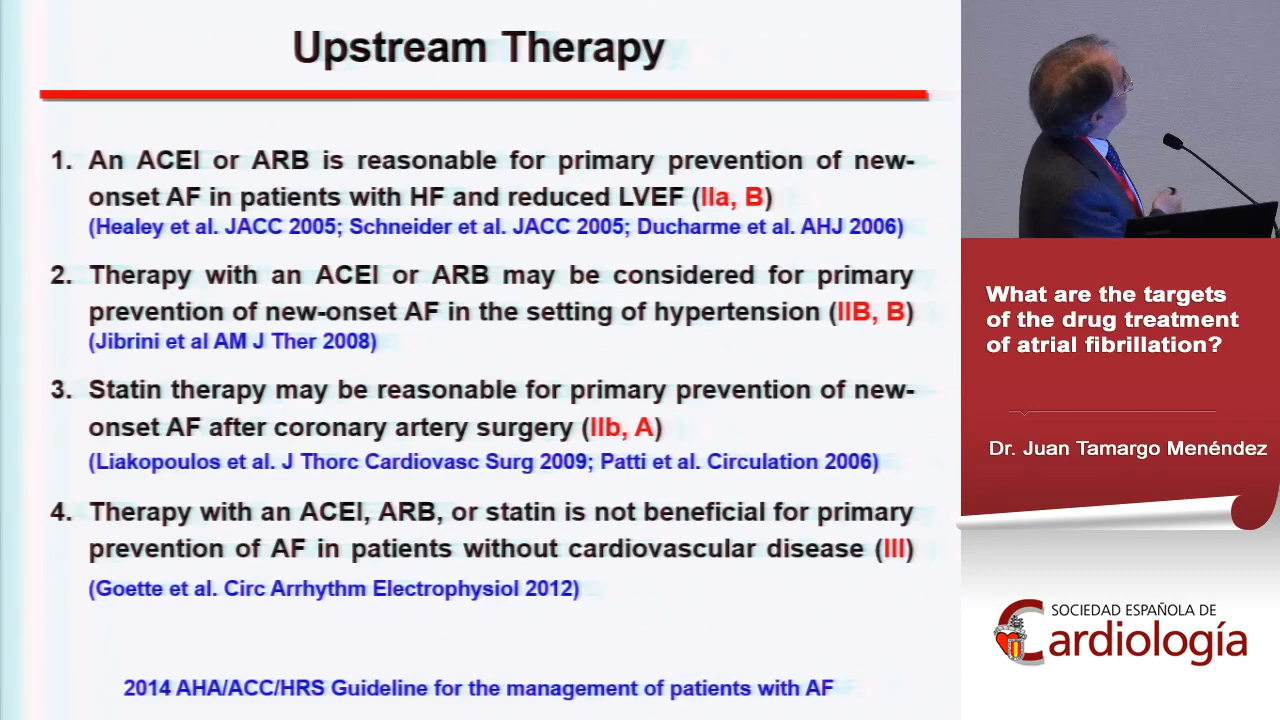 Upstream Therapy
1. An ACEI or ARB is reasonable for primary prevention of new-
onset AF in patients with HF and reduced LVEF (IIa, B)
(Healey et al. JACC 2005; Schneider et al. JACC 2005; Ducharme et al. AHJ 2006)
2. Therapy with an ACEI or ARB may be considered for primary
prevention of new-onset AF in the setting of hypertension (IIB, B)
(Jibrini et al AM J Ther 2008)
3. Statin therapy may be reasonable for primary prevention of new-
onset AF after coronary artery surgery (IIb, A)
(Liakopoulos et al. J Thorc Cardiovasc Surg 2009; Patti et al. Circulation 2006)
4. Therapy with an ACEI, ARB, or statin is not beneficial for primary
prevention of AF in patients without cardiovascular disease (III)
(Goette et al. Circ Arrhythm Electrophysiol 2012)
2014 AHA/ACC/HRS Guideline for the management of patients with AF
What are the targets
of the drug treatment
of atrial fibrillation?
Dr. Juan Tamargo Menéndez
SOCIEDAD ESPAÑOLA DE
Cardiología